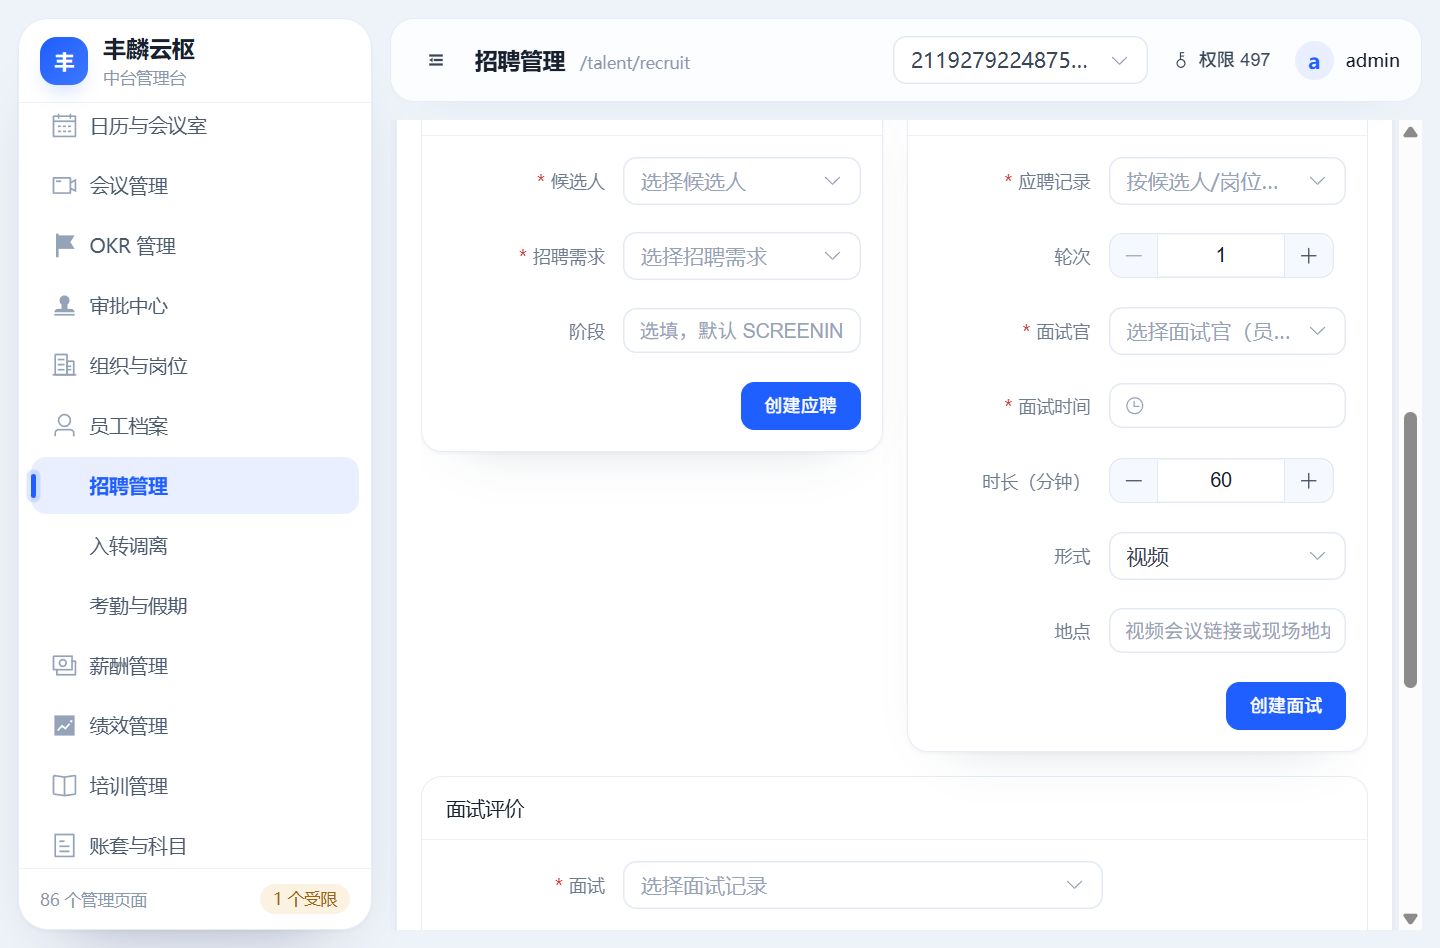 丰
丰麟云枢
中台管理台
日历与会议室
会议管理
OKR 管理
审批中心
组织与岗位
员工档案
招聘管理
入转调离
考勤与假期
薪酬管理
绩效管理
培训管理
账套与科目
86 个管理页面
1 个受限
招聘管理
/talent/recruit
2119279224875...
权限 497
a
admin
* 候选人
选择候选人
* 招聘需求
选择招聘需求
阶段
选填，默认 SCREENIN
创建应聘
* 应聘记录
按候选人/岗位...
轮次
1
* 面试官
选择面试官（员...
* 面试时间
时长（分钟）
60
形式
视频
地点
视频会议链接或现场地址
创建面试
面试评价
* 面试
选择面试记录